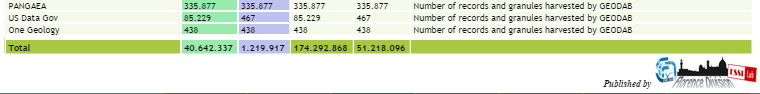 PANGAEA 335.877 335.877 335.877 335.877 Number of records and granules harvested by GEODAB
US Data Gov 85.229 467 85.229 467 Number of records and granules harvested by GEODAB
One Geology 438 438 438 438 Number of records and granules harvested by GEODAB
Total 40.642.337 1.219.917 174.292.868 51.218.096
Published by ESSI Lab
Florence Division